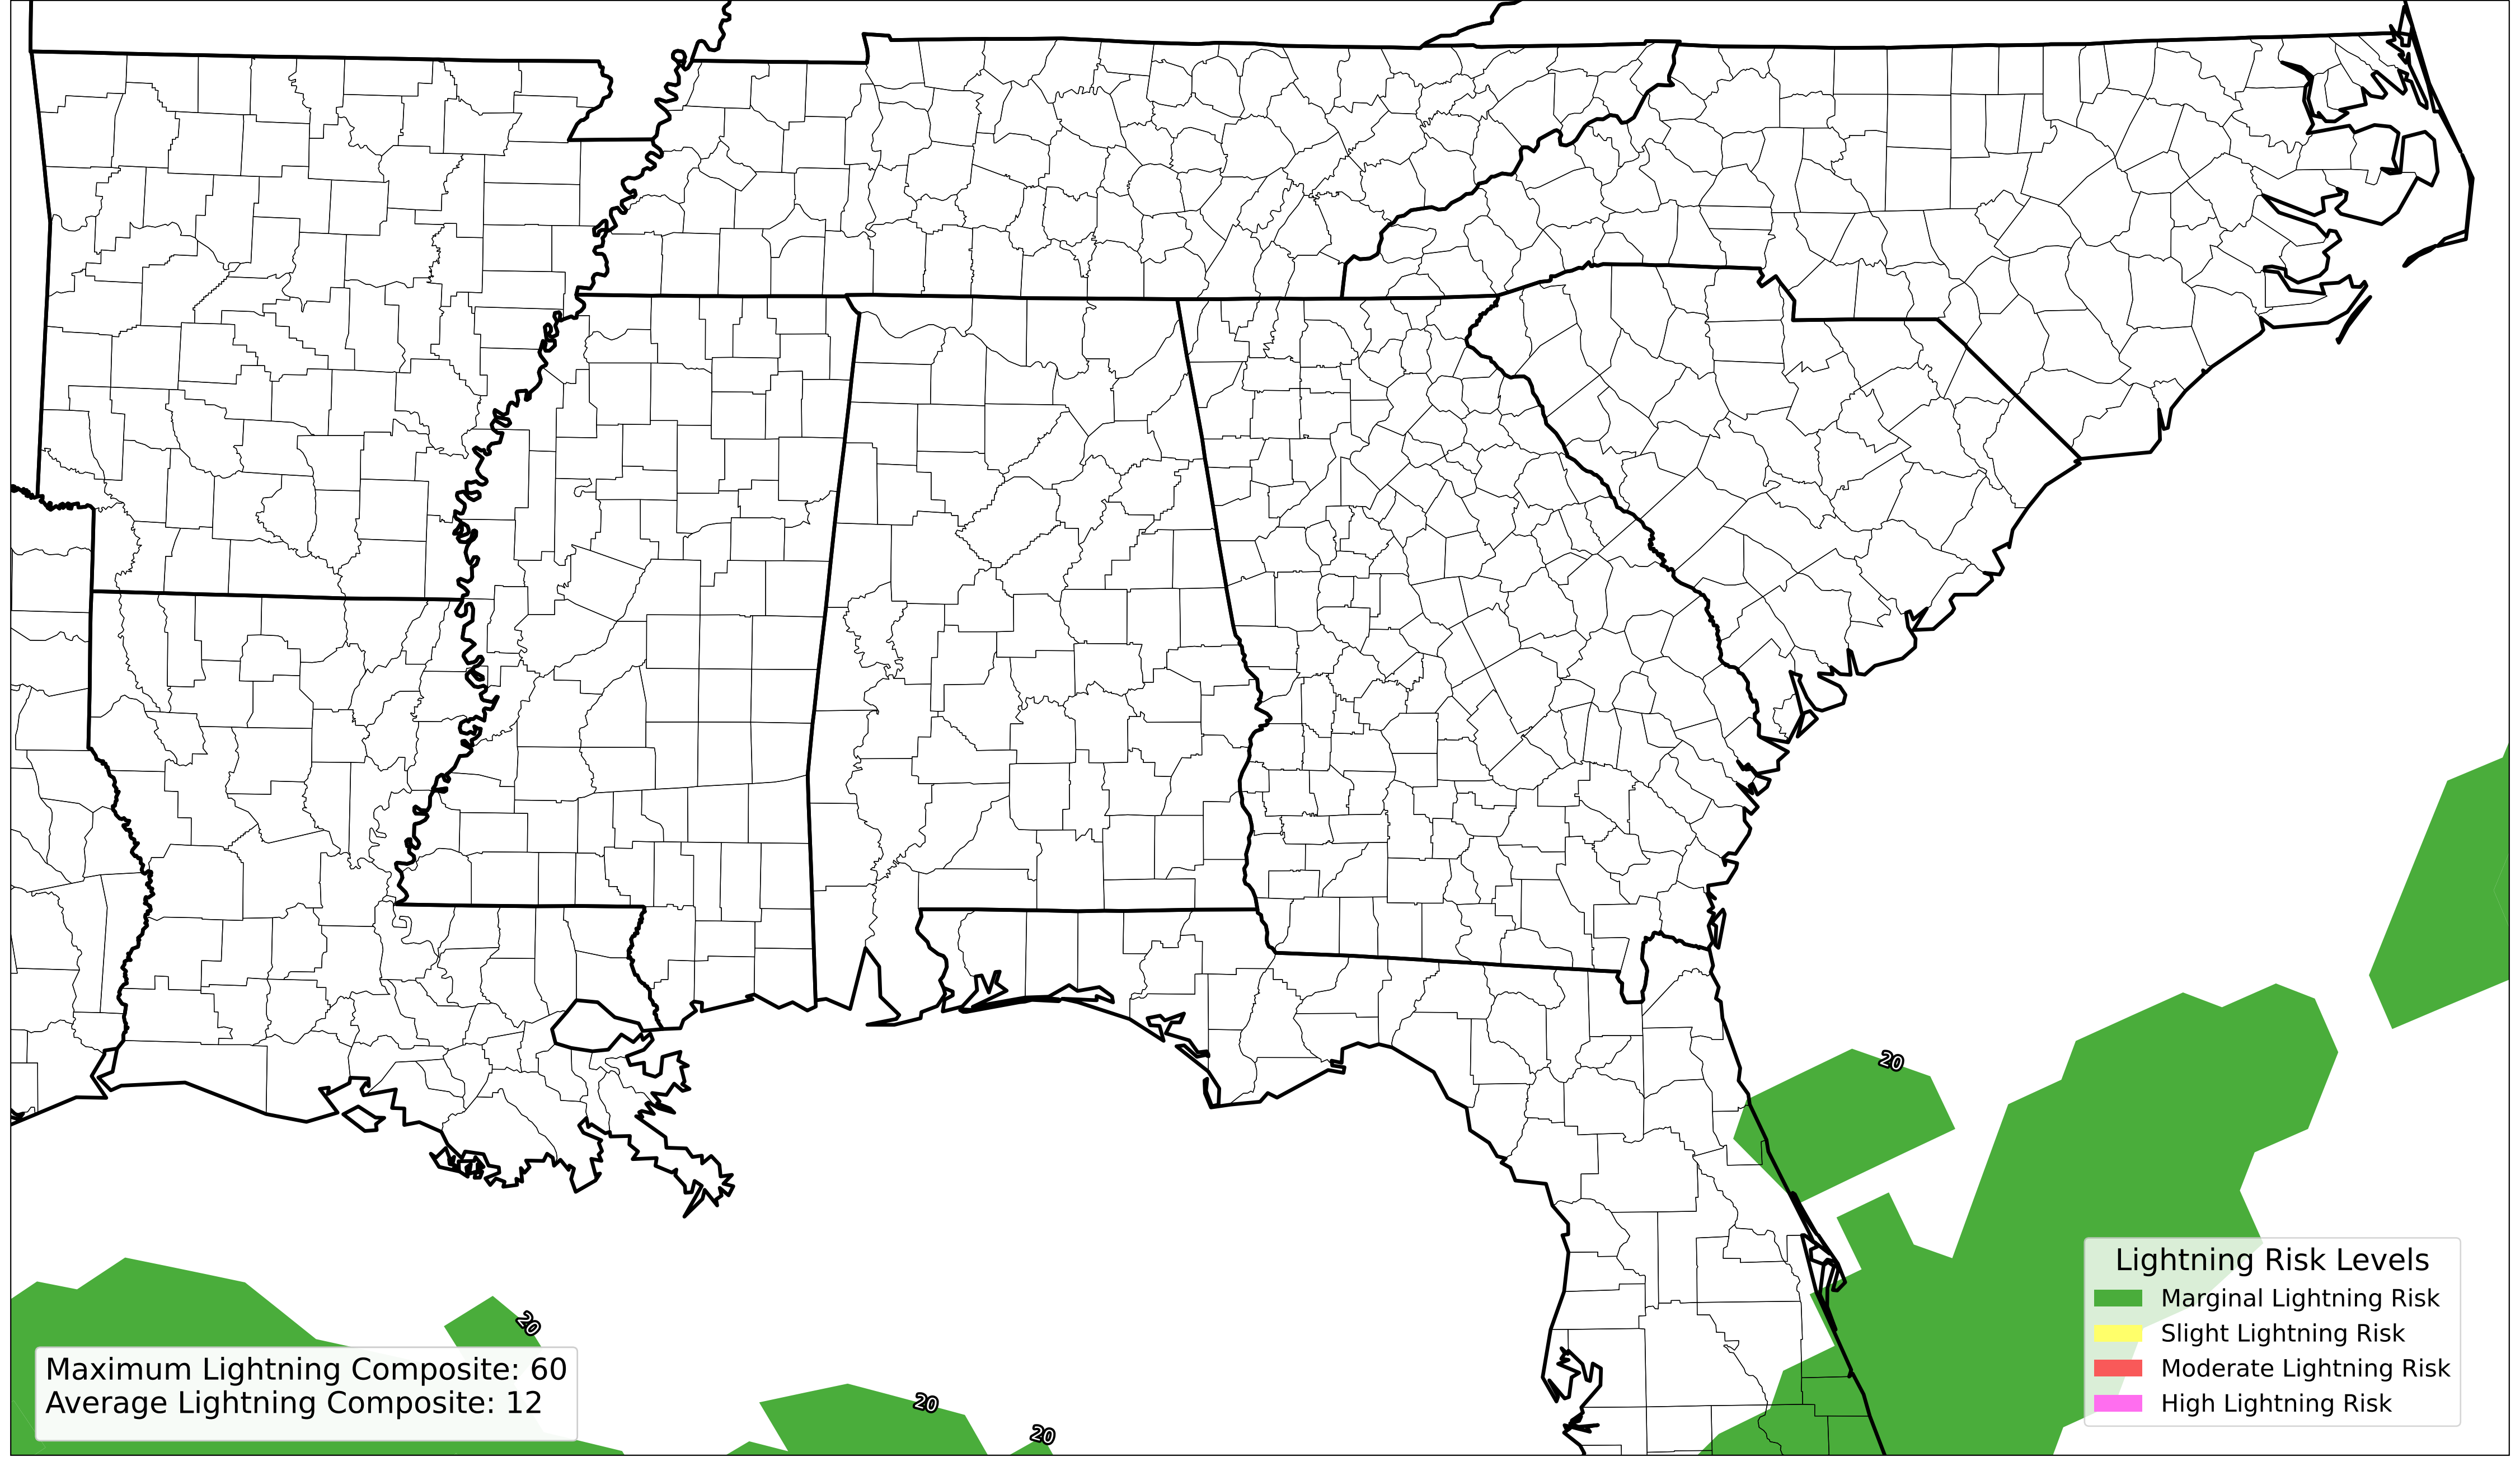 20
20
20
20
Maximum Lightning Composite: 60
Average Lightning Composite: 12
Lightning Risk Levels
Marginal Lightning Risk
Slight Lightning Risk
Moderate Lightning Risk
High Lightning Risk